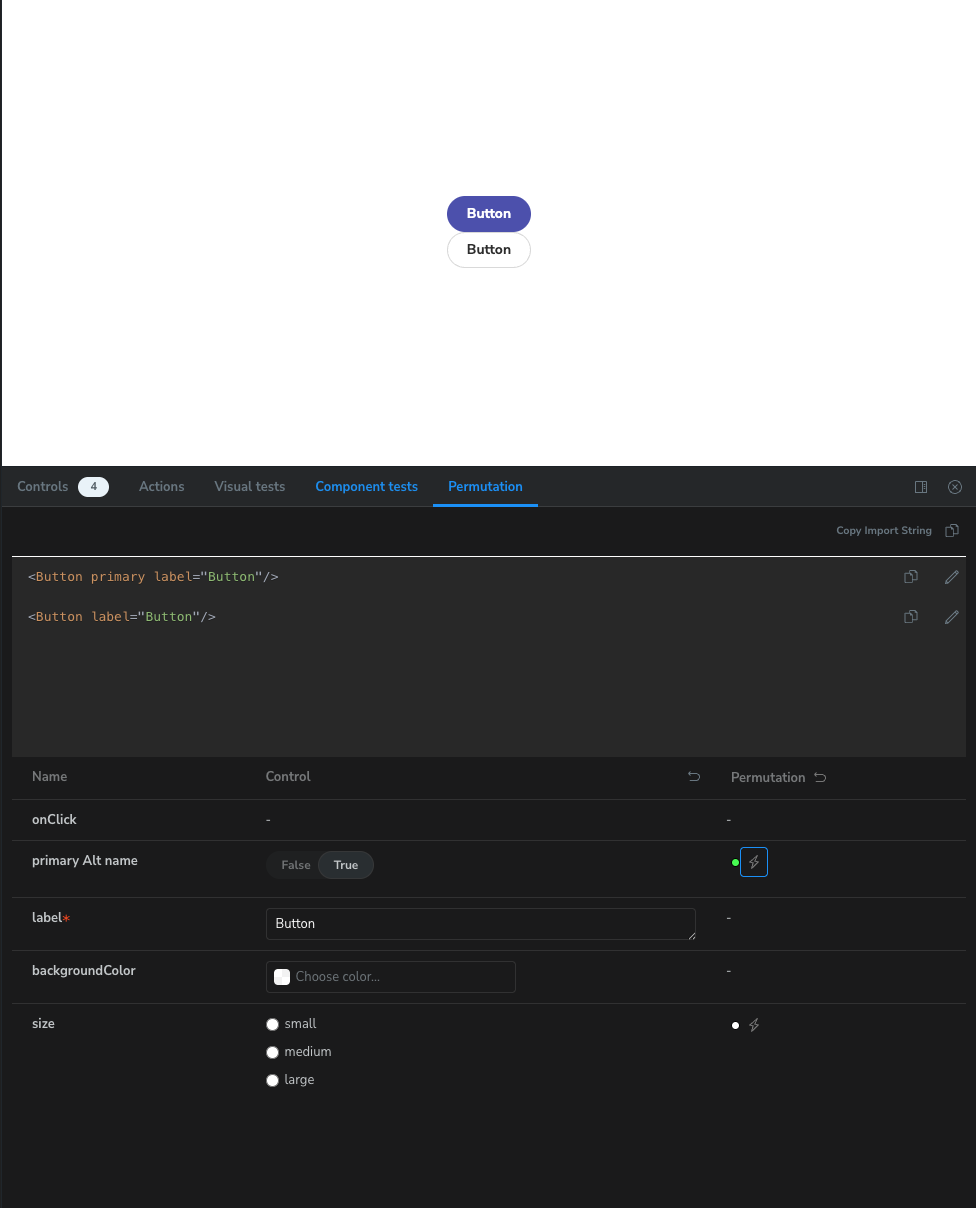 Button
Button
Controls 4 Actions Visual tests Component tests Permutation
Copy Import String
<Button primary label="Button"/>
<Button label="Button"/>
Name Control Permutation
onClick - -
primary Alt name False True
label* Button -
backgroundColor Choose color... -
size small
medium
large